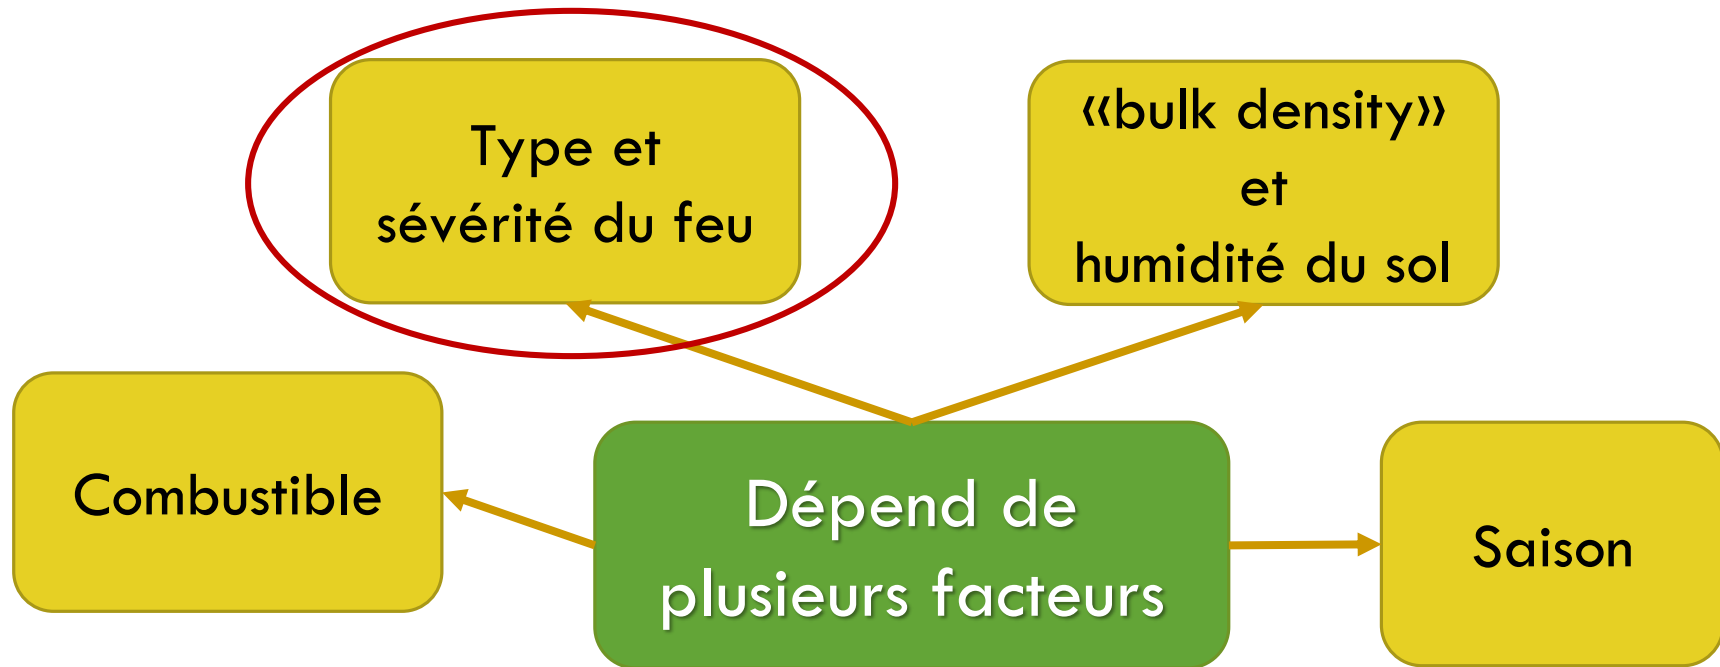 Type et
sévérité du feu
«bulk density»
et
humidité du sol
Combustible
Dépend de
plusieurs facteurs
Saison